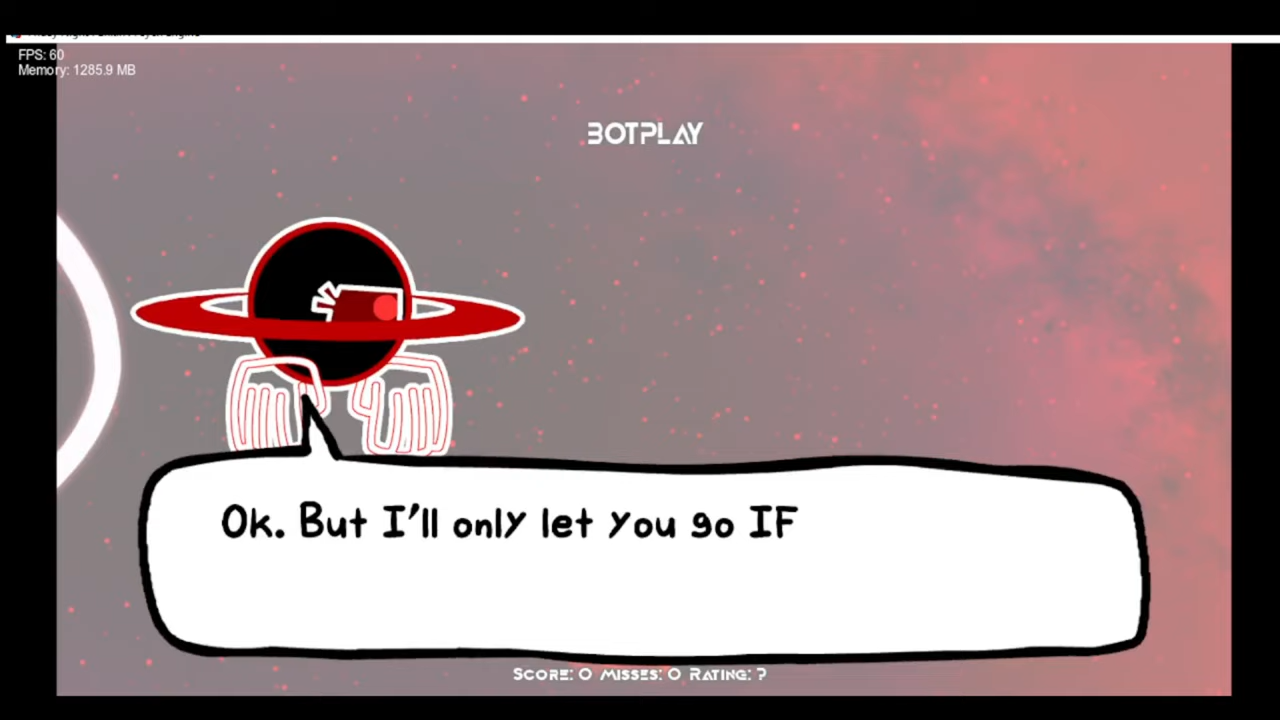 FPS: 60
Memory: 1285.9 MB
BOTPLAY
Ok. But I'll only let you go IF
Score: 0 Misses: 0 Rating: ?